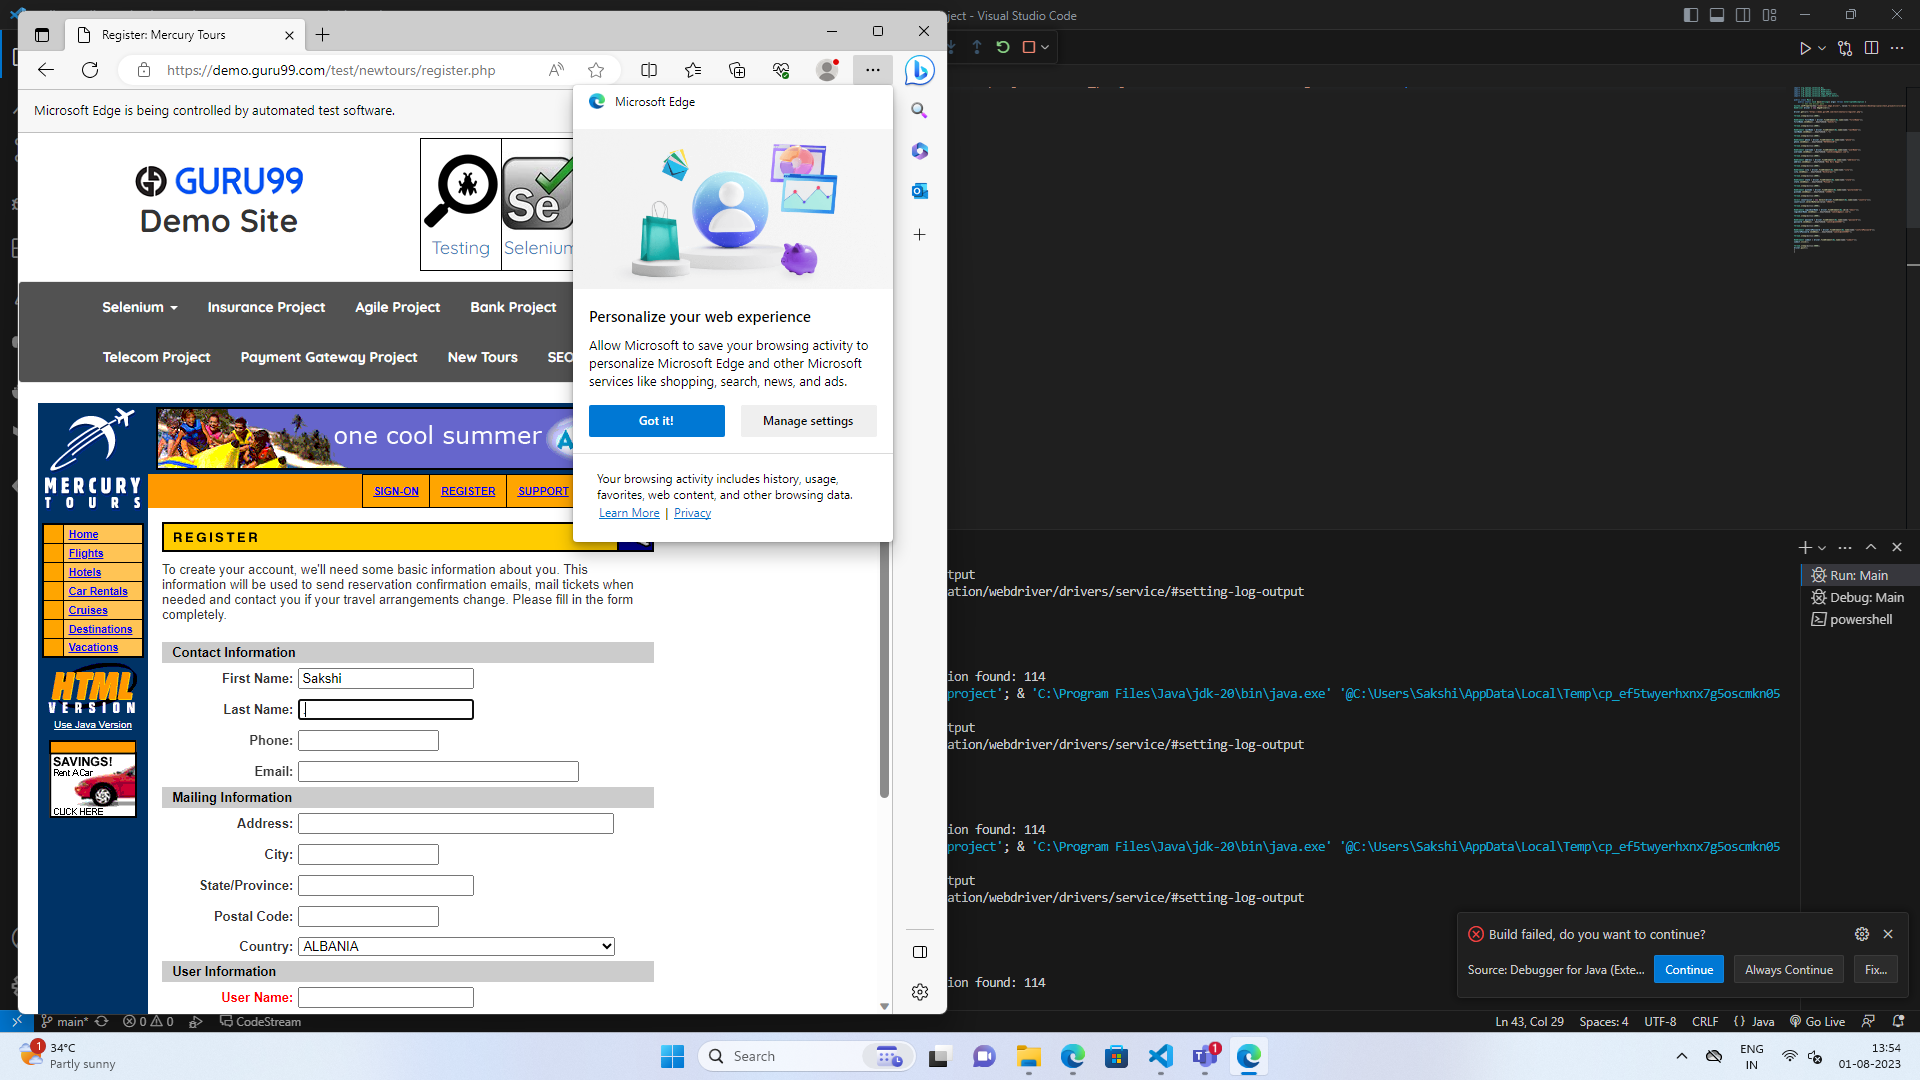 ject - Visual Studio Code
Register: Mercury Tours
https://demo.guru99.com/test/newtours/register.php
Microsoft Edge is being controlled by automated test software.
GURU99
Demo Site
Testing
Se
Selenium
Selenium
Insurance Project
Agile Project
Bank Project
Telecom Project
Payment Gateway Project
New Tours
SEO
Microsoft Edge
Personalize your web experience
Allow Microsoft to save your browsing activity to
personalize Microsoft Edge and other Microsoft
services like shopping, search, news, and ads.
Got it!
Manage settings
Your browsing activity includes history, usage,
favorites, web content, and other browsing data.
Learn More | Privacy
MERCURY
TOURS
one cool summer
SIGN-ON
REGISTER
SUPPORT
Home
Flights
Hotels
Car Rentals
Cruises
Destinations
Vacations
HTML
VERSION
Use Java Version
SAVINGS!
Rent A Car
CLICK HERE
REGISTER
To create your account, we'll need some basic information about you. This
information will be used to send reservation confirmation emails, mail tickets when
needed and contact you if your travel arrangements change. Please fill in the form
completely.
Contact Information
First Name: Sakshi
Last Name: .
Phone:
Email:
Mailing Information
Address:
City:
State/Province:
Postal Code:
Country: ALBANIA
User Information
User Name:
tput
ation/webdriver/drivers/service/#setting-log-output
ion found: 114
project'; & 'C:\Program Files\Java\jdk-20\bin\java.exe' '@C:\Users\Sakshi\AppData\Local\Temp\cp_ef5twyerhxnx7g5oscmkn05
tput
ation/webdriver/drivers/service/#setting-log-output
ion found: 114
project'; & 'C:\Program Files\Java\jdk-20\bin\java.exe' '@C:\Users\Sakshi\AppData\Local\Temp\cp_ef5twyerhxnx7g5oscmkn05
tput
ation/webdriver/drivers/service/#setting-log-output
ion found: 114
Run: Main
Debug: Main
powershell
Build failed, do you want to continue?
Source: Debugger for Java (Exte...
Continue
Always Continue
Fix...
main*
0
0
CodeStream
Ln 43, Col 29
Spaces: 4
UTF-8
CRLF
{ } Java
Go Live
1
34°C
Partly sunny
Search
1
ENG
IN
13:54
01-08-2023